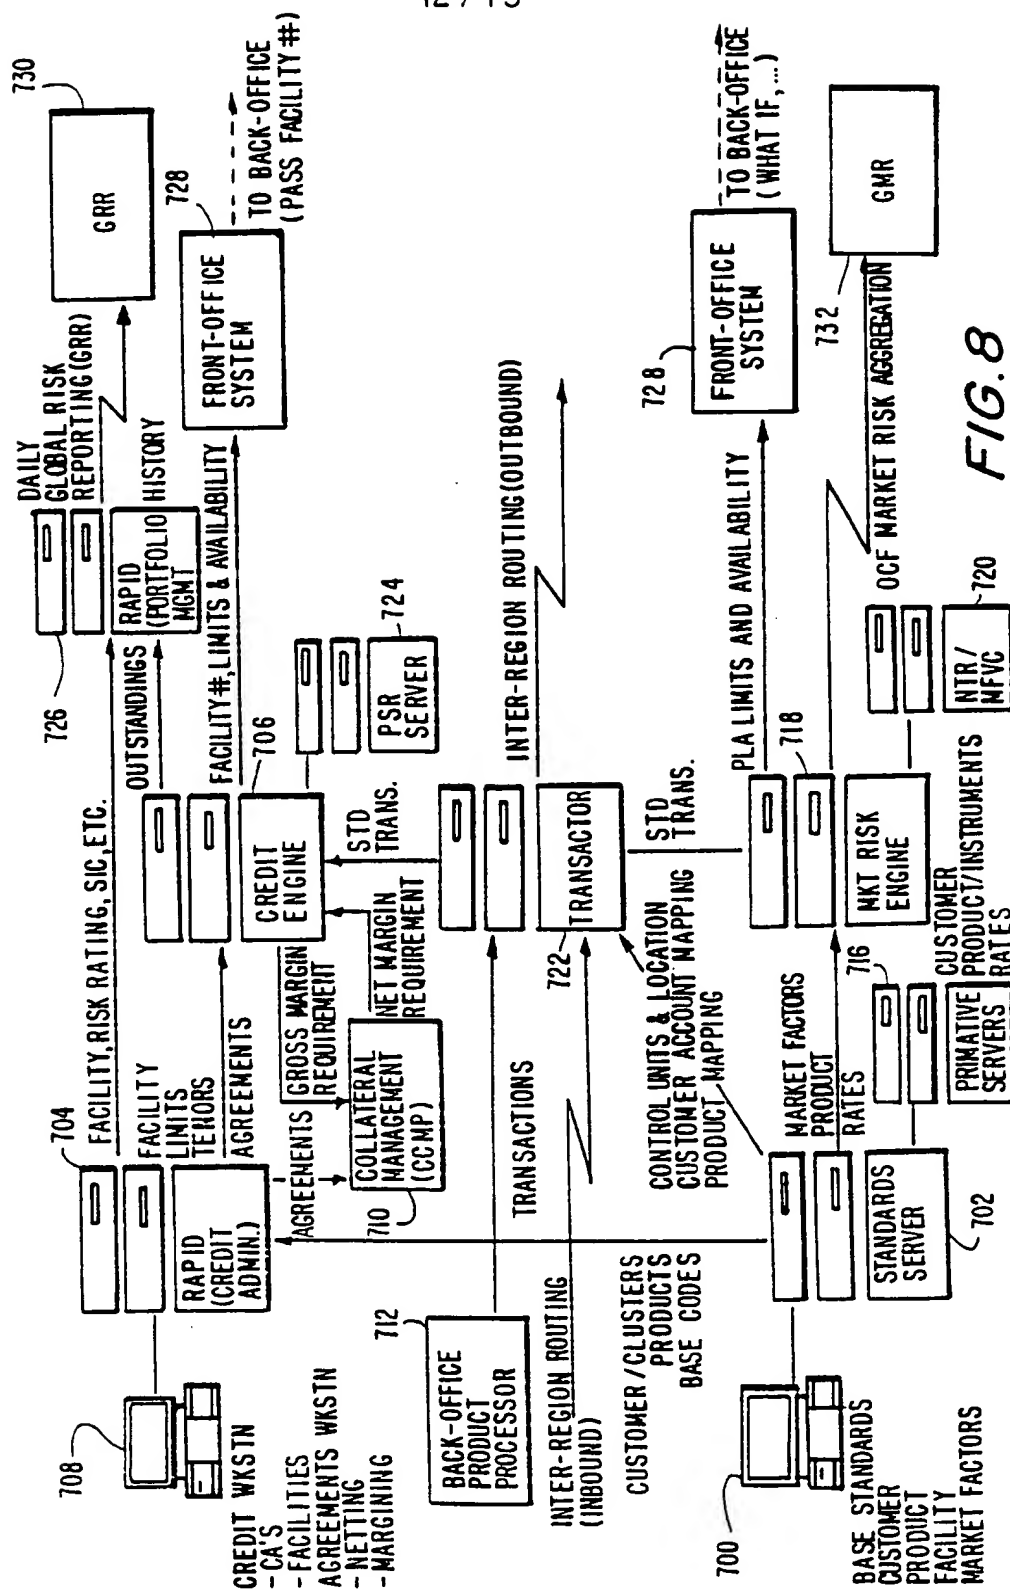 730
GRR
DAILY
GLOBAL RISK
REPORTING(GRR)
TO BACK-OFFICE
(PASS FACILITY#)
728
FRONT-OFFICE
SYSTEM
HISTORY
RAPID
(PORTFOLIO
MGMT
726
OUTSTANDINGS
FACILITY#,LIMITS & AVAILABILITY
706
724
PSR
SERVER
CREDIT
ENGINE
STD
TRANS.
FACILITY, RISK RATING, SIC, ETC.
704
FACILITY
LIMITS
TENORS
AGREEMENTS
GROSS MARGIN
REQUIREMENT
NET MARGIN
REQUIREMENT
RAPID
(CREDIT
ADMIN.)
AGREEMENTS
COLLATERAL
MANAGEMENT
(CCMP)
710
708
CREDIT WKSTN
- CA'S
- FACILITIES
AGREEMENTS WKSTN
- NETTING
- MARGINING
712
BACK-OFFICE
PRODUCT
PROCESSOR
TRANSACTIONS
INTER-REGION ROUTING
(INBOUND)
INTER-REGION ROUTING(OUTBOUND)
TRANSACTOR
722
STD
TRANS.
CONTROL UNITS & LOCATION
CUSTOMER ACCOUNT MAPPING
PRODUCT MAPPING
CUSTOMER/CLUSTERS
PRODUCTS
BASE CODES
700
BASE STANDARDS
CUSTOMER
PRODUCT
FACILITY
MARKET FACTORS
STANDARDS
SERVER
702
MARKET FACTORS
PRODUCT
RATES
716
PRIMATIVE
SERVERS
CUSTOMER
PRODUCT/INSTRUMENTS
RATES
MKT RISK
ENGINE
718
PLA LIMITS AND AVAILABILITY
728
FRONT-OFFICE
SYSTEM
TO BACK-OFFICE
(WHAT IF,...)
OCF MARKET RISK AGGREGATION
720
NTR/
MFVC
732
GMR
FIG. 8